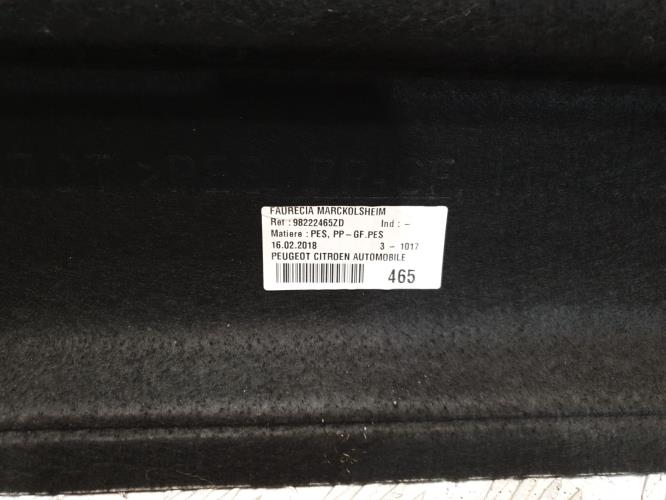 FAURECIA MARCKOLSHEIM
Ref : 98222465ZD Ind : -
Matiere : PES, PP-GF.PES
16.02.2018 3 - 1017
PEUGEOT CITROEN AUTOMOBILE
465